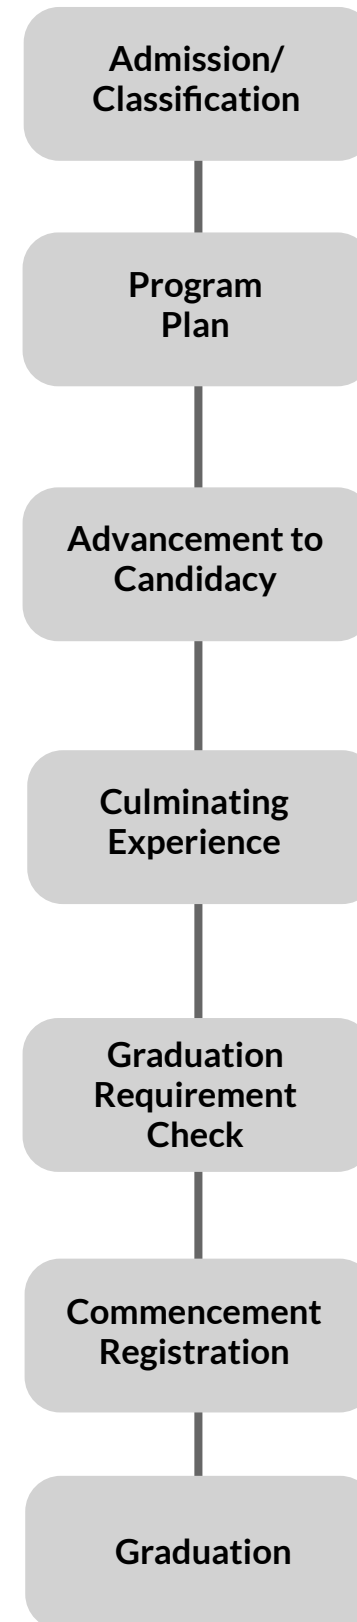 Admission/
Classification
Program
Plan
Advancement to
Candidacy
Culminating
Experience
Graduation
Requirement
Check
Commencement
Registration
Graduation